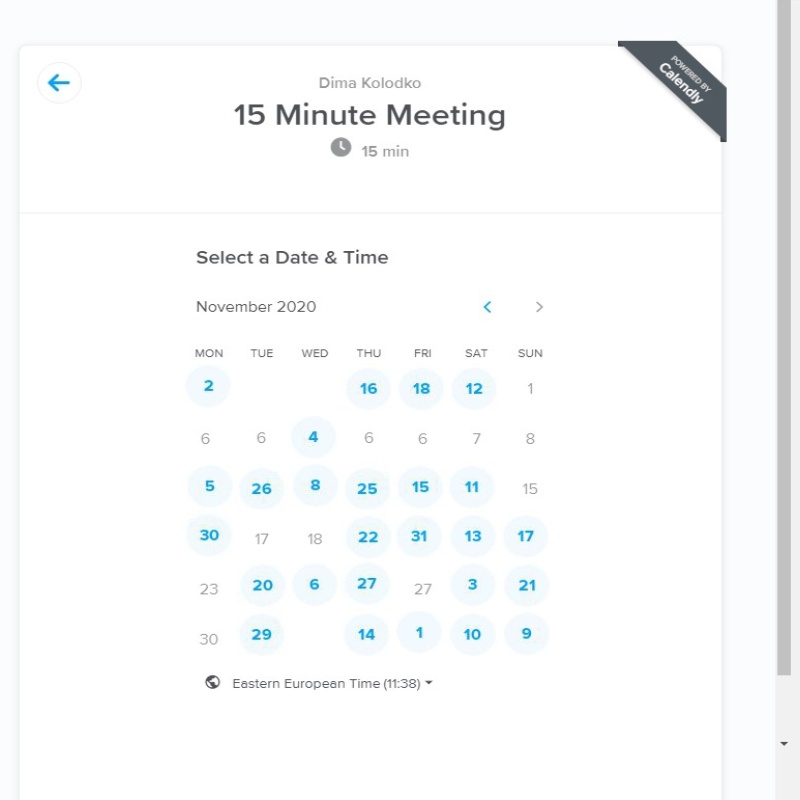 POWERED BY
Calendly
Dima Kolodko
15 Minute Meeting
15 min
Select a Date & Time
November 2020
MON TUE WED THU FRI SAT SUN
2 16 18 12 1
6 6 4 6 6 7 8
5 26 8 25 15 11 15
30 17 18 22 31 13 17
23 20 6 27 27 3 21
30 29 14 1 10 9
Eastern European Time (11:38)